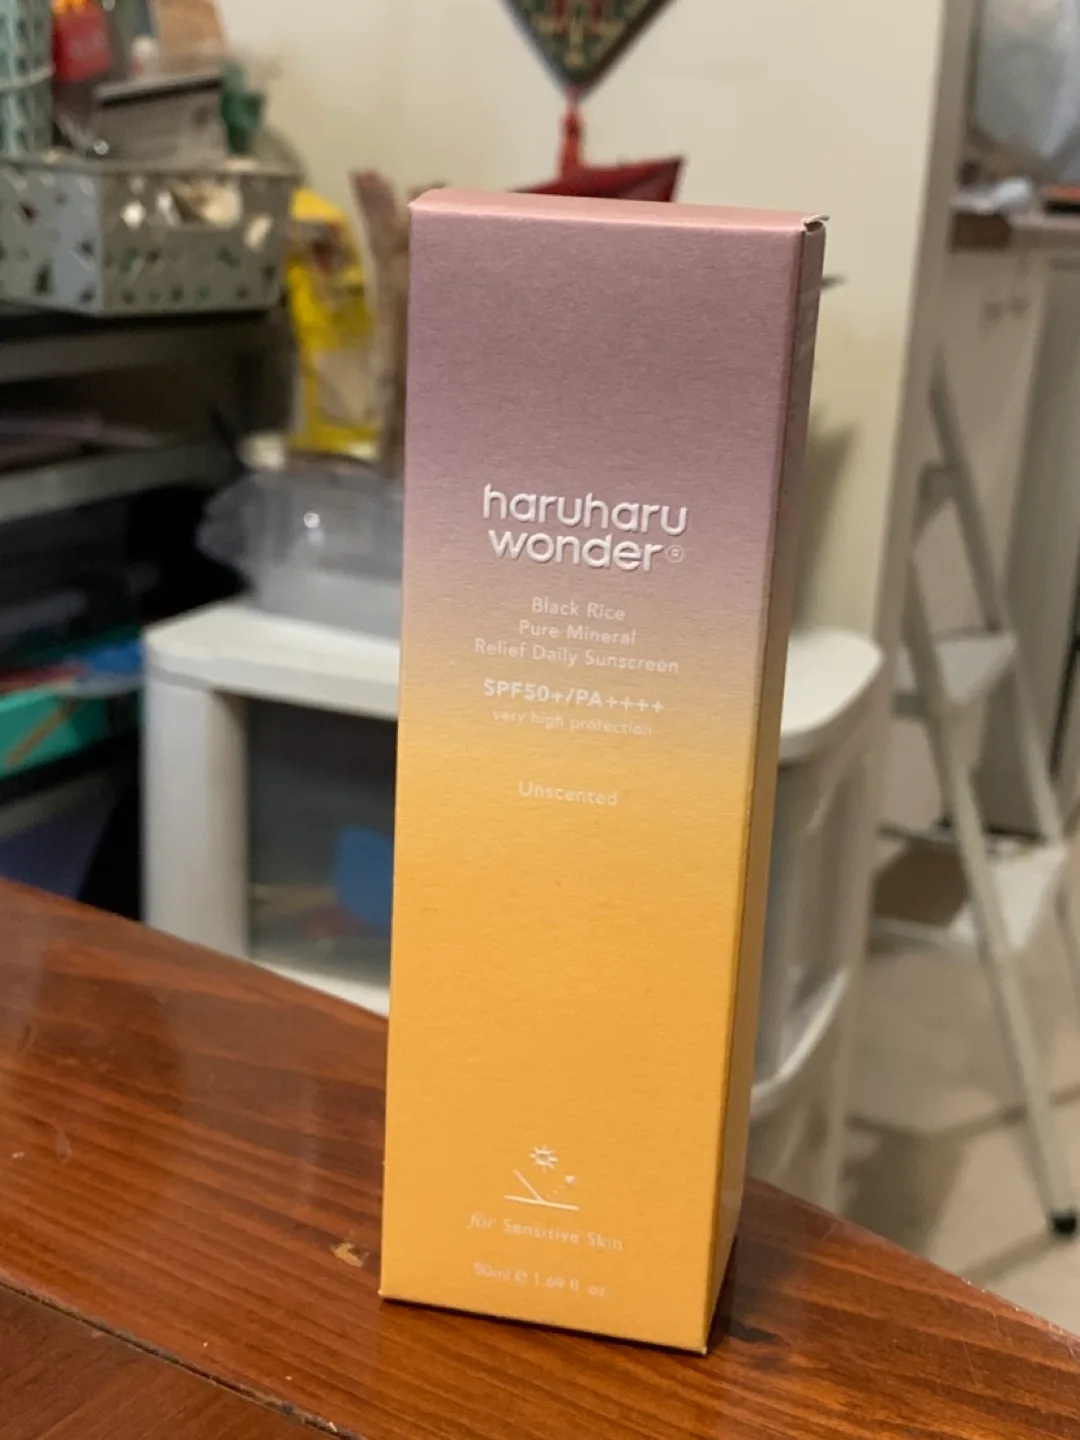 haruharu
wonder®
Black Rice
Pure Mineral
Relief Daily Sunscreen
SPF50+/PA++++
very high protection
Unscented
for Sensitive Skin
50ml ℮ 1.69 fl. oz.